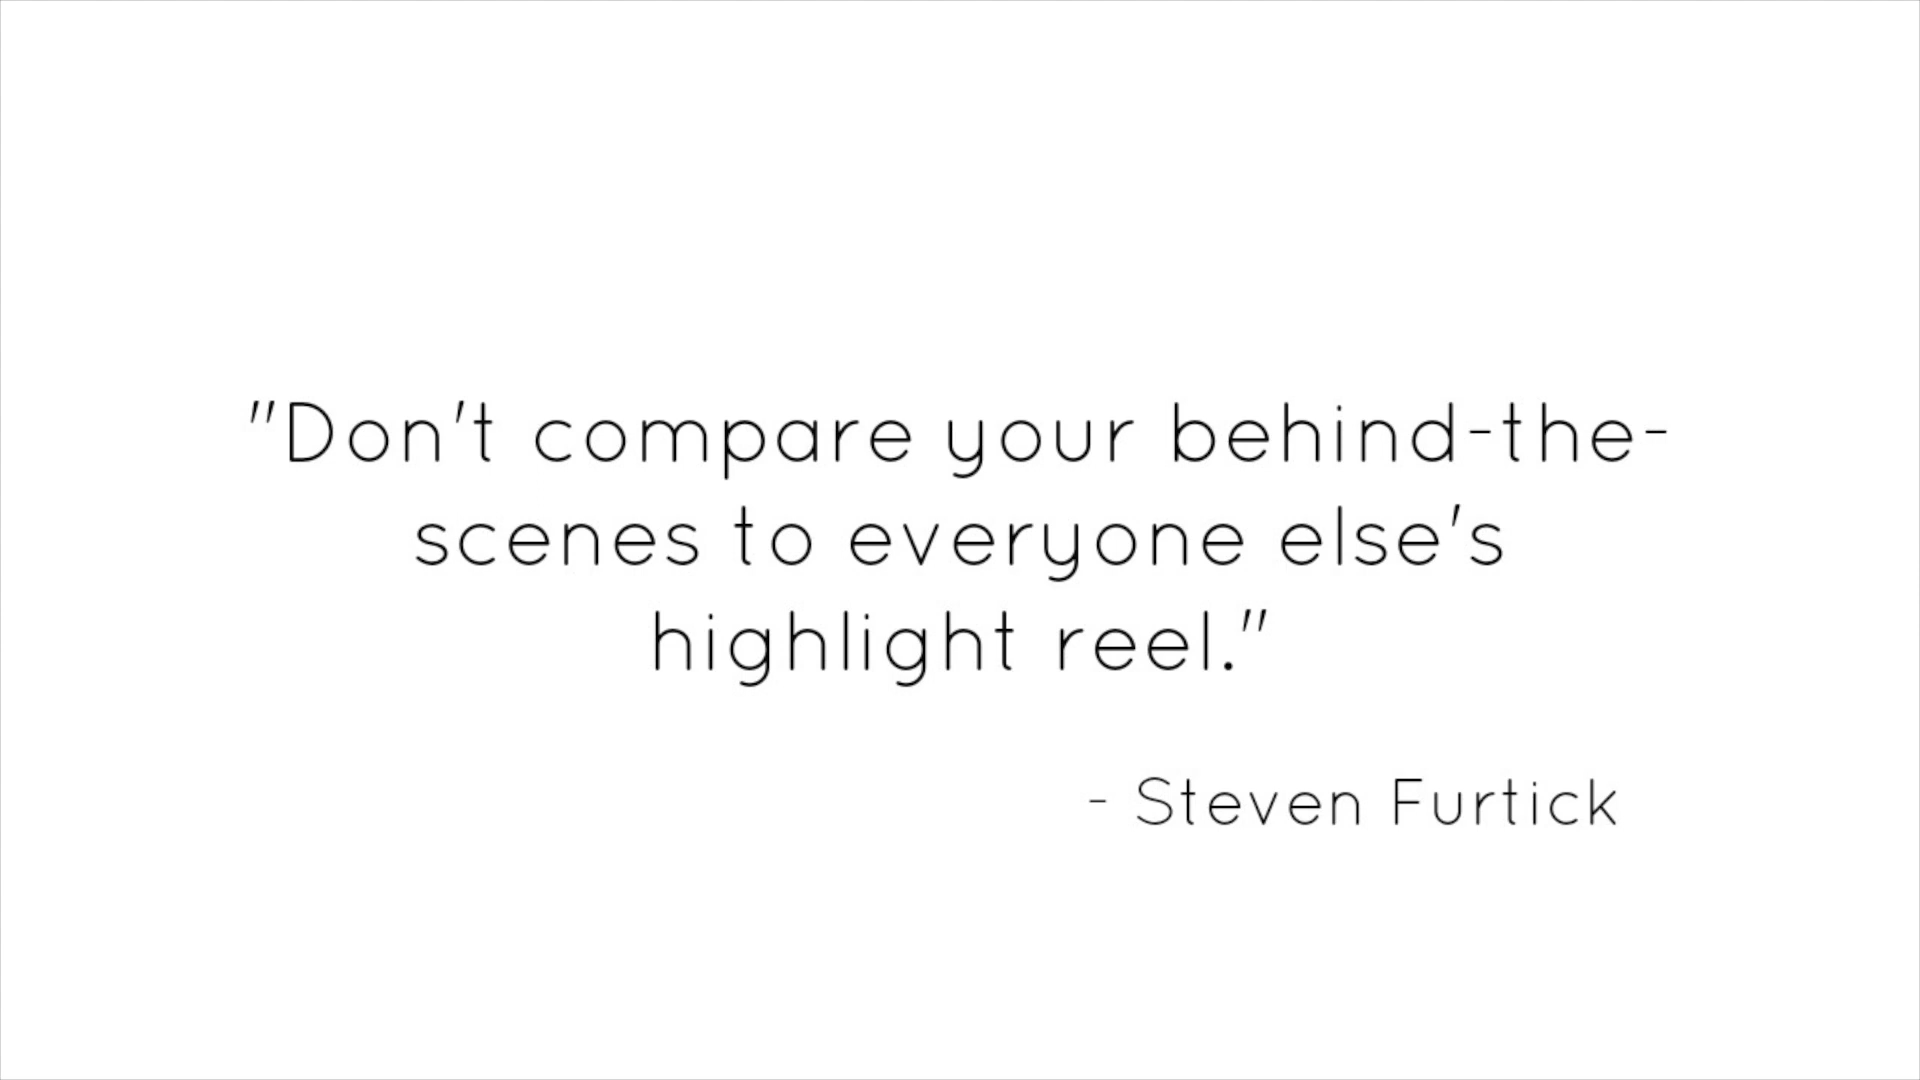 "Don't compare your behind-the-
scenes to everyone else's
highlight reel."
- Steven Furtick